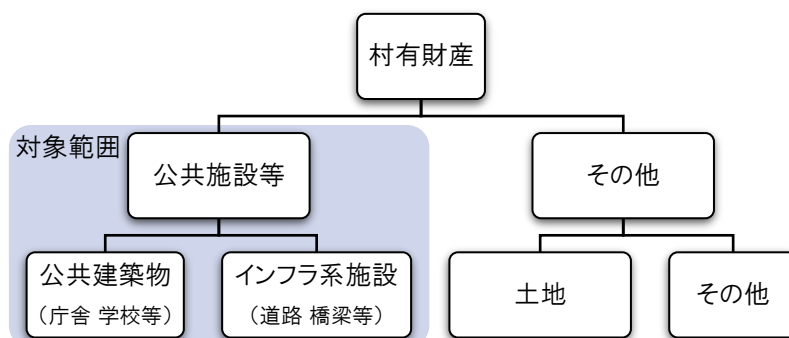 村有財産
対象範囲
公共施設等
その他
公共建築物
（庁舎 学校等）
インフラ系施設
（道路 橋梁等）
土地
その他